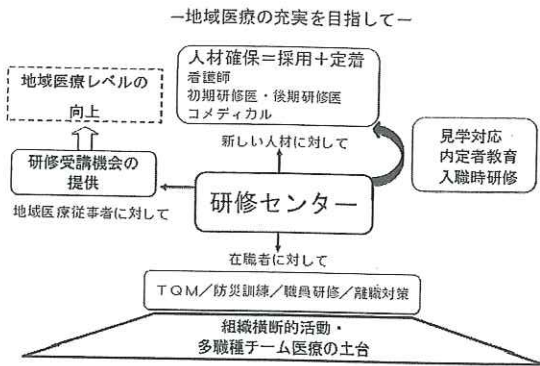 －地域医療の充実を目指して－
人材確保＝採用＋定着
看護師
初期研修医・後期研修医
コメディカル
地域医療レベルの
向上
新しい人材に対して
見学対応
内定者教育
入職時研修
研修受講機会の
提供
研修センター
地域医療従事者に対して
在職者に対して
ＴＱＭ／防災訓練／職員研修／離職対策
組織横断的活動・
多職種チーム医療の土台